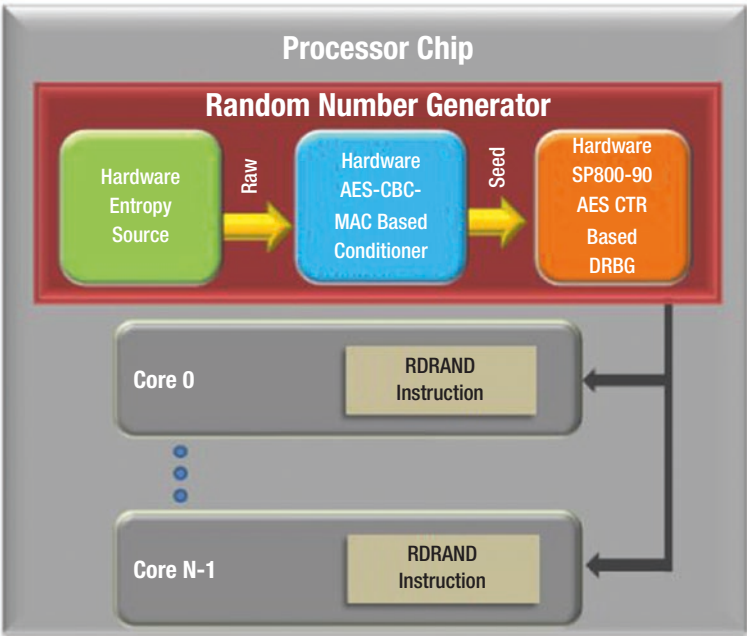 Processor Chip
Random Number Generator
Hardware
Entropy
Source
Raw
Hardware
AES-CBC-
MAC Based
Conditioner
Seed
Hardware
SP800-90
AES CTR
Based
DRBG
Core 0
RDRAND
Instruction
Core N-1
RDRAND
Instruction